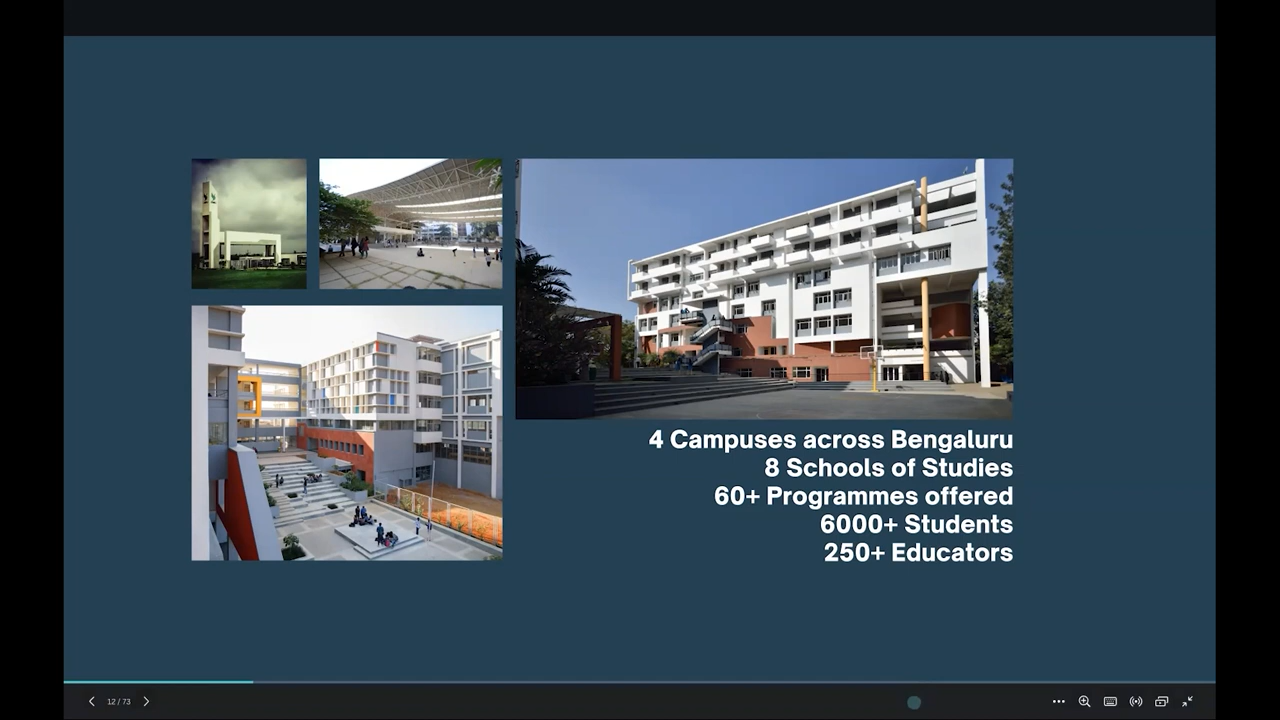 4 Campuses across Bengaluru
8 Schools of Studies
60+ Programmes offered
6000+ Students
250+ Educators
12 / 73